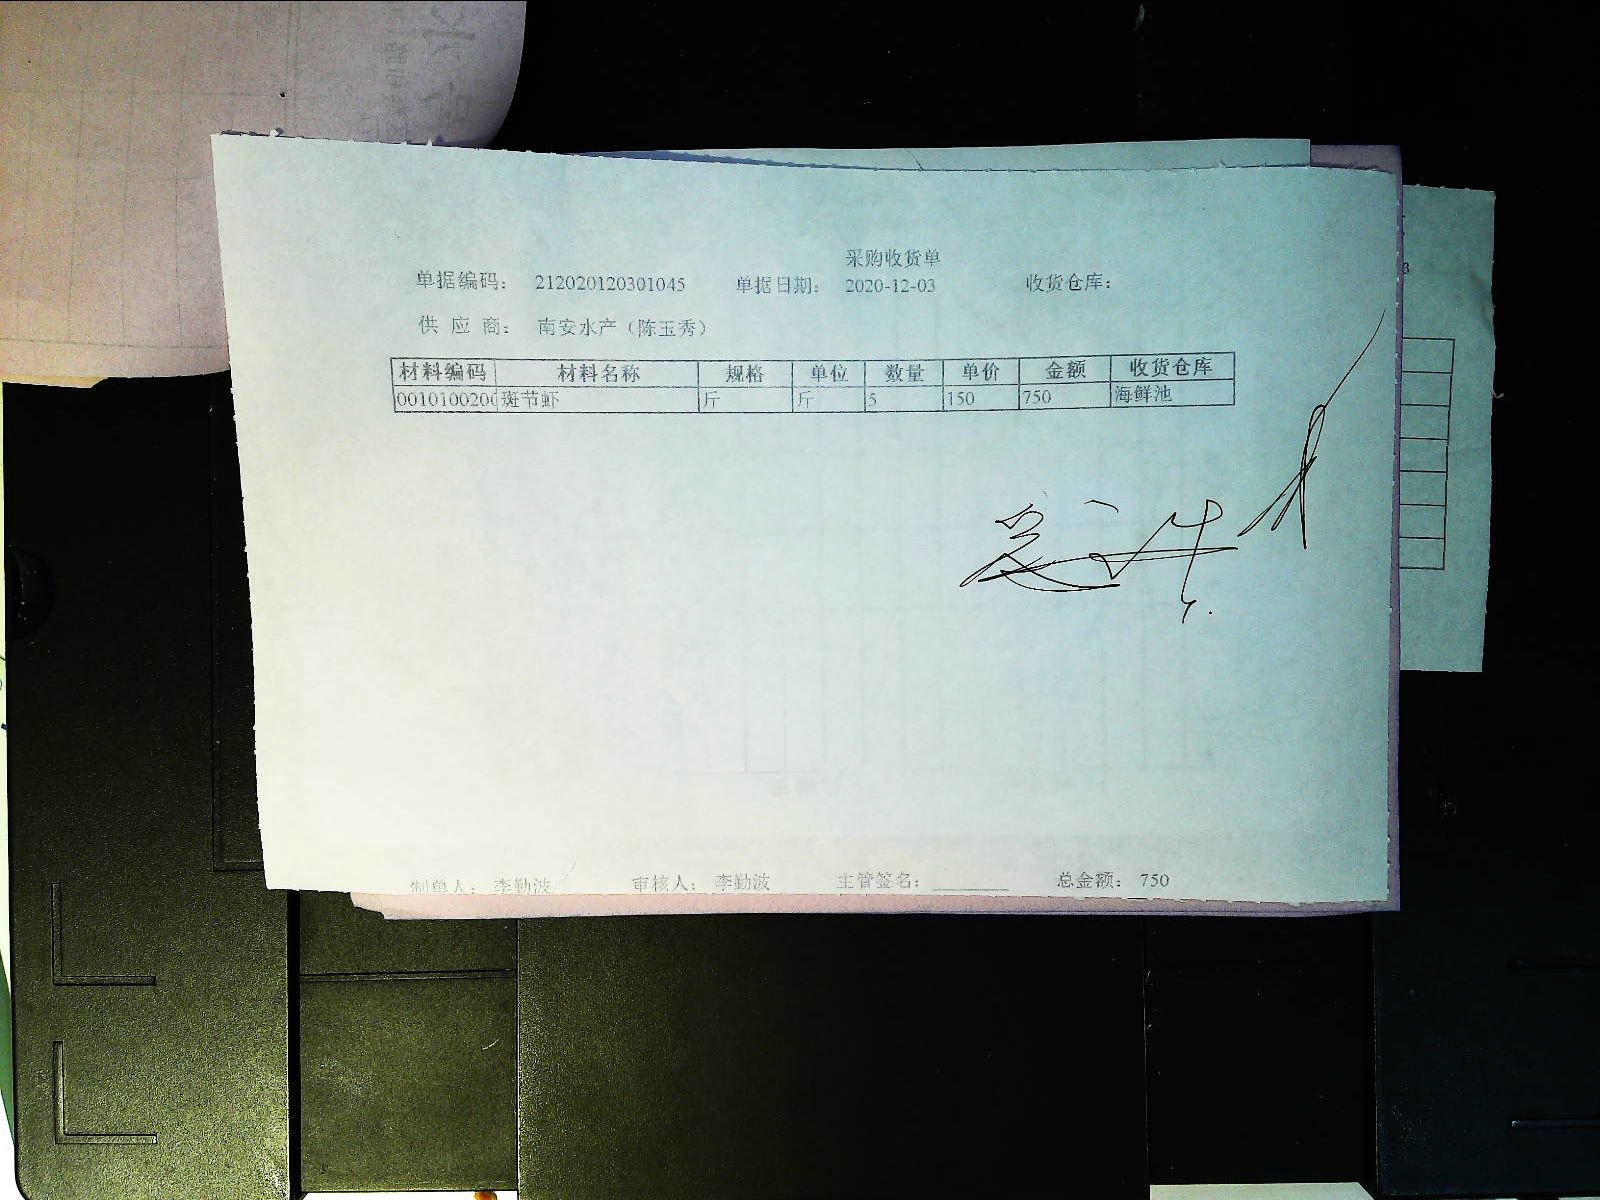 采购收货单
单据编码： 212020120301045 单据日期： 2020-12-03 收货仓库：
供 应 商： 南安水产（陈玉秀）
材料编码 材料名称 规格 单位 数量 单价 金额 收货仓库
0010100200 斑节虾 斤 斤 5 150 750 海鲜池
制单人： 李勤波 审核人： 李勤波 主管签名： ________ 总金额： 750